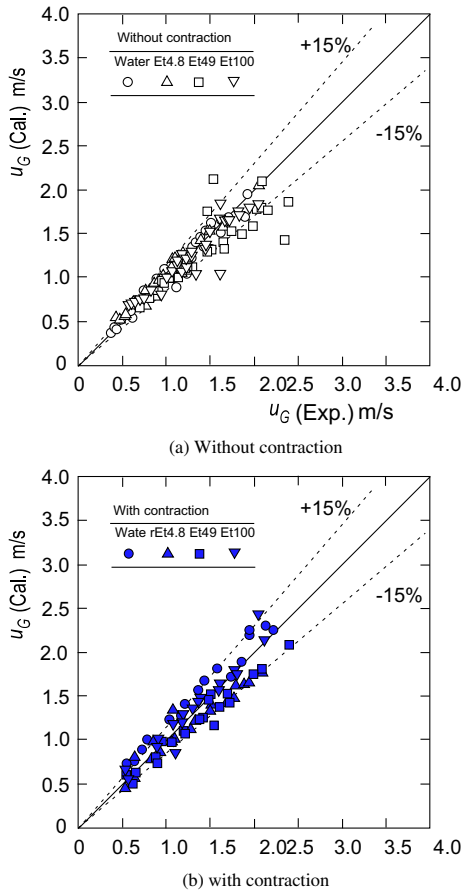 4.0
Without contraction
+15%
Water Et4.8 Et49 Et100
3.5
3.0
-15%
2.5
u_G (Cal.) m/s
2.0
1.5
1.0
0.5
0
0 0.5 1.0 1.5 2.02.5 3.0 3.5 4.0
u_G (Exp.) m/s
(a) Without contraction
4.0
With contraction
+15%
Wate rEt4.8 Et49 Et100
3.5
3.0
-15%
2.5
u_G (Cal.) m/s
2.0
1.5
1.0
0.5
0
0 0.5 1.0 1.5 2.02.5 3.0 3.5 4.0
u_G (Exp.) m/s
(b) with contraction